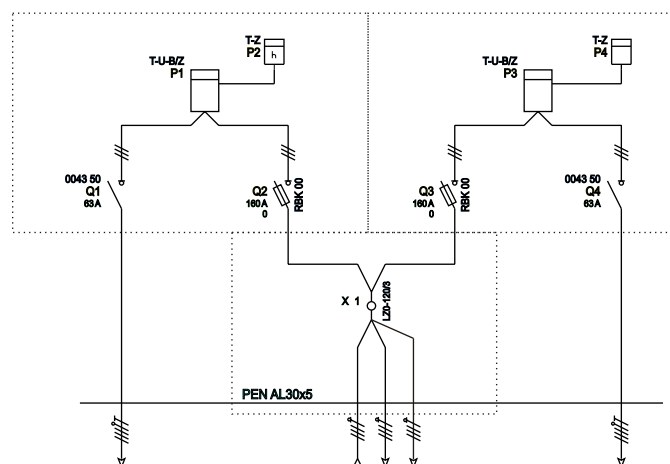 T-Z
P2
h
T-U-B/Z
P1
T-Z
P4
T-U-B/Z
P3
0043 50
Q1
63A
Q2
160A
0
RBK 00
Q3
160A
0
RBK 00
0043 50
Q4
63A
X 1
LZ0-120/3
PEN AL30x5